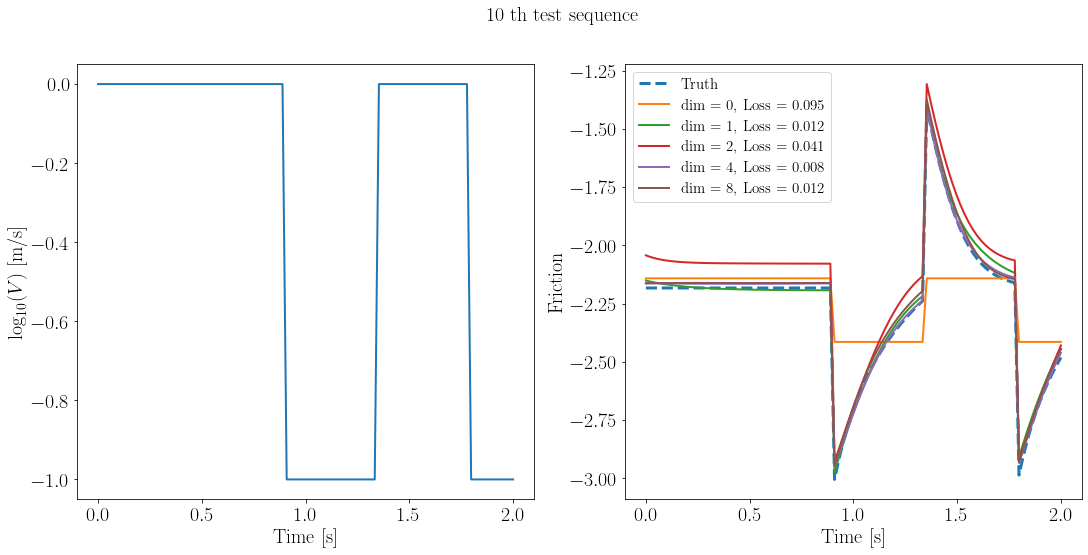 10 th test sequence
0.0
−0.2
−0.4
−0.6
−0.8
−1.0
log10(V) [m/s]
0.0 0.5 1.0 1.5 2.0
Time [s]
−1.25
−1.50
−1.75
−2.00
−2.25
−2.50
−2.75
−3.00
Friction
Truth
dim = 0, Loss = 0.095
dim = 1, Loss = 0.012
dim = 2, Loss = 0.041
dim = 4, Loss = 0.008
dim = 8, Loss = 0.012
0.0 0.5 1.0 1.5 2.0
Time [s]